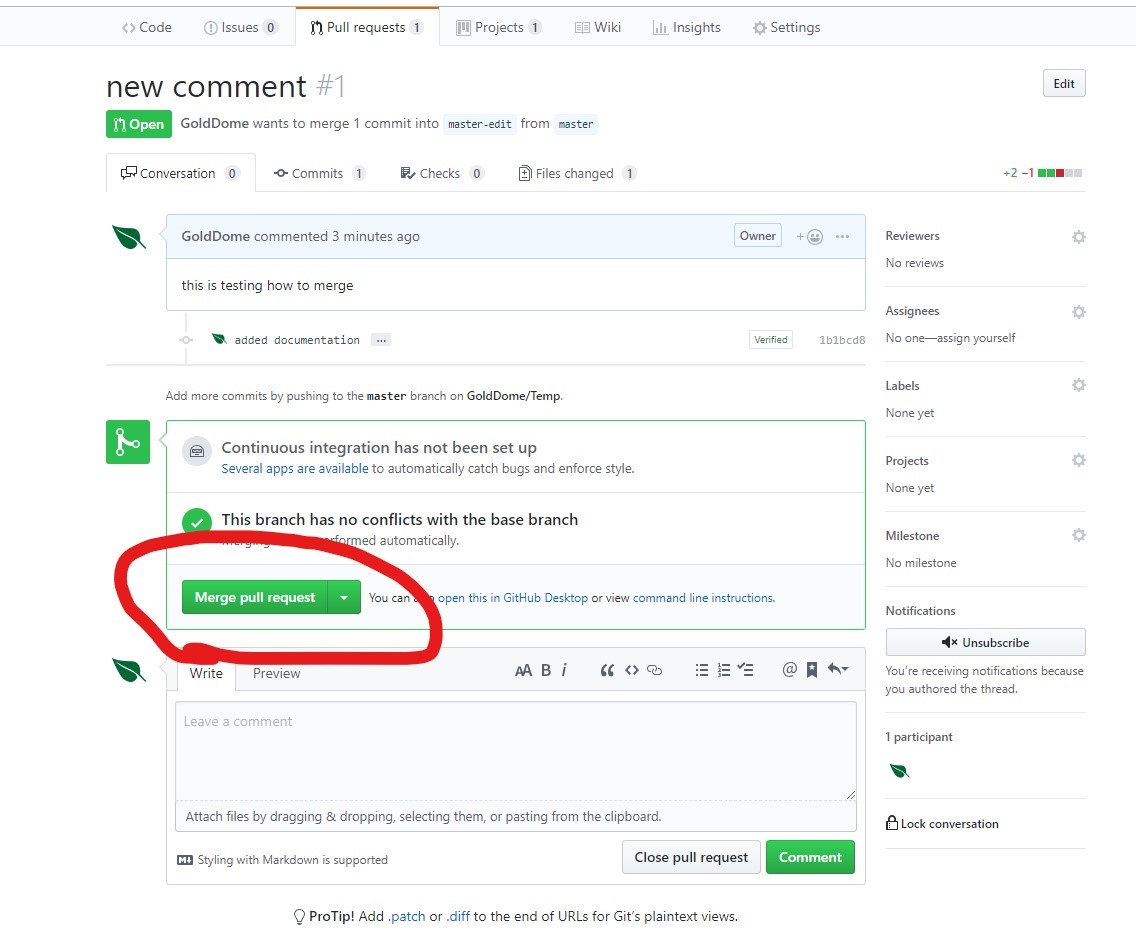 Code Issues 0 Pull requests 1 Projects 1 Wiki Insights Settings
new comment #1
Edit
Open GoldDome wants to merge 1 commit into master-edit from master
Conversation 0 Commits 1 Checks 0 Files changed 1 +2 −1
GoldDome commented 3 minutes ago Owner + ...
this is testing how to merge
added documentation ... Verified 1b1bcd8
Add more commits by pushing to the master branch on GoldDome/Temp.
Continuous integration has not been set up
Several apps are available to automatically catch bugs and enforce style.
This branch has no conflicts with the base branch
Merging automatically.
Merge pull request You can open this in GitHub Desktop or view command line instructions.
Write Preview AA B i “ <> @
Leave a comment
Attach files by dragging & dropping, selecting them, or pasting from the clipboard.
Styling with Markdown is supported
Close pull request Comment
ProTip! Add .patch or .diff to the end of URLs for Git’s plaintext views.
Reviewers
No reviews
Assignees
No one—assign yourself
Labels
None yet
Projects
None yet
Milestone
No milestone
Notifications
Unsubscribe
You’re receiving notifications because
you authored the thread.
1 participant
Lock conversation